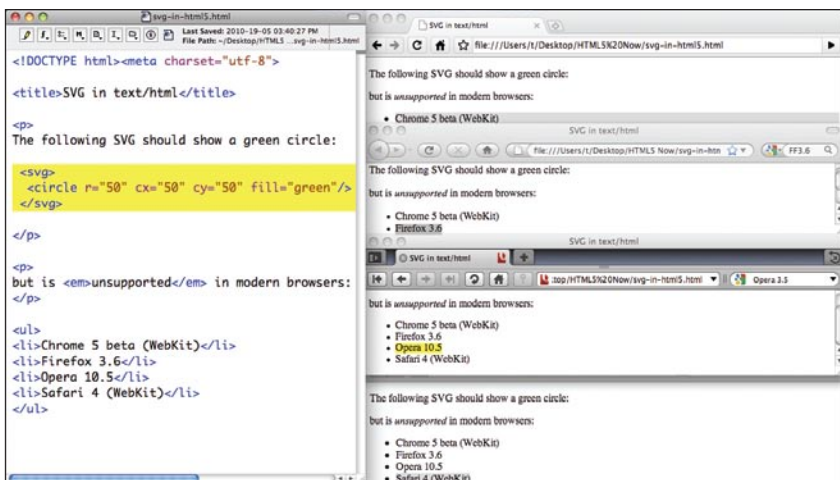 svg-in-html5.html
Last Saved: 2010-19-05 03:40:27 PM
File Path: ~/Desktop/HTML5 ...svg-in-html5.html
<!DOCTYPE html><meta charset="utf-8">
<title>SVG in text/html</title>
<p>
The following SVG should show a green circle:
<svg>
<circle r="50" cx="50" cy="50" fill="green"/>
</svg>
</p>
<p>
but is <em>unsupported</em> in modern browsers:
</p>
<ul>
<li>Chrome 5 beta (WebKit)</li>
<li>Firefox 3.6</li>
<li>Opera 10.5</li>
<li>Safari 4 (WebKit)</li>
</ul>
SVG in text/html
file:///Users/t/Desktop/HTML5%20Now/svg-in-html5.html
The following SVG should show a green circle:
but is unsupported in modern browsers:
• Chrome 5 beta (WebKit)
SVG in text/html
file:///Users/t/Desktop/HTML5 Now/svg-in-htn
FF3.6
The following SVG should show a green circle:
but is unsupported in modern browsers:
• Chrome 5 beta (WebKit)
• Firefox 3.6
SVG in text/html
SVG in text/html
:top/HTML5%20Now/svg-in-html5.html
Opera 3.5
but is unsupported in modern browsers:
• Chrome 5 beta (WebKit)
• Firefox 3.6
• Opera 10.5
• Safari 4 (WebKit)
The following SVG should show a green circle:
but is unsupported in modern browsers:
• Chrome 5 beta (WebKit)
• Firefox 3.6
• Opera 10.5
• Safari 4 (WebKit)